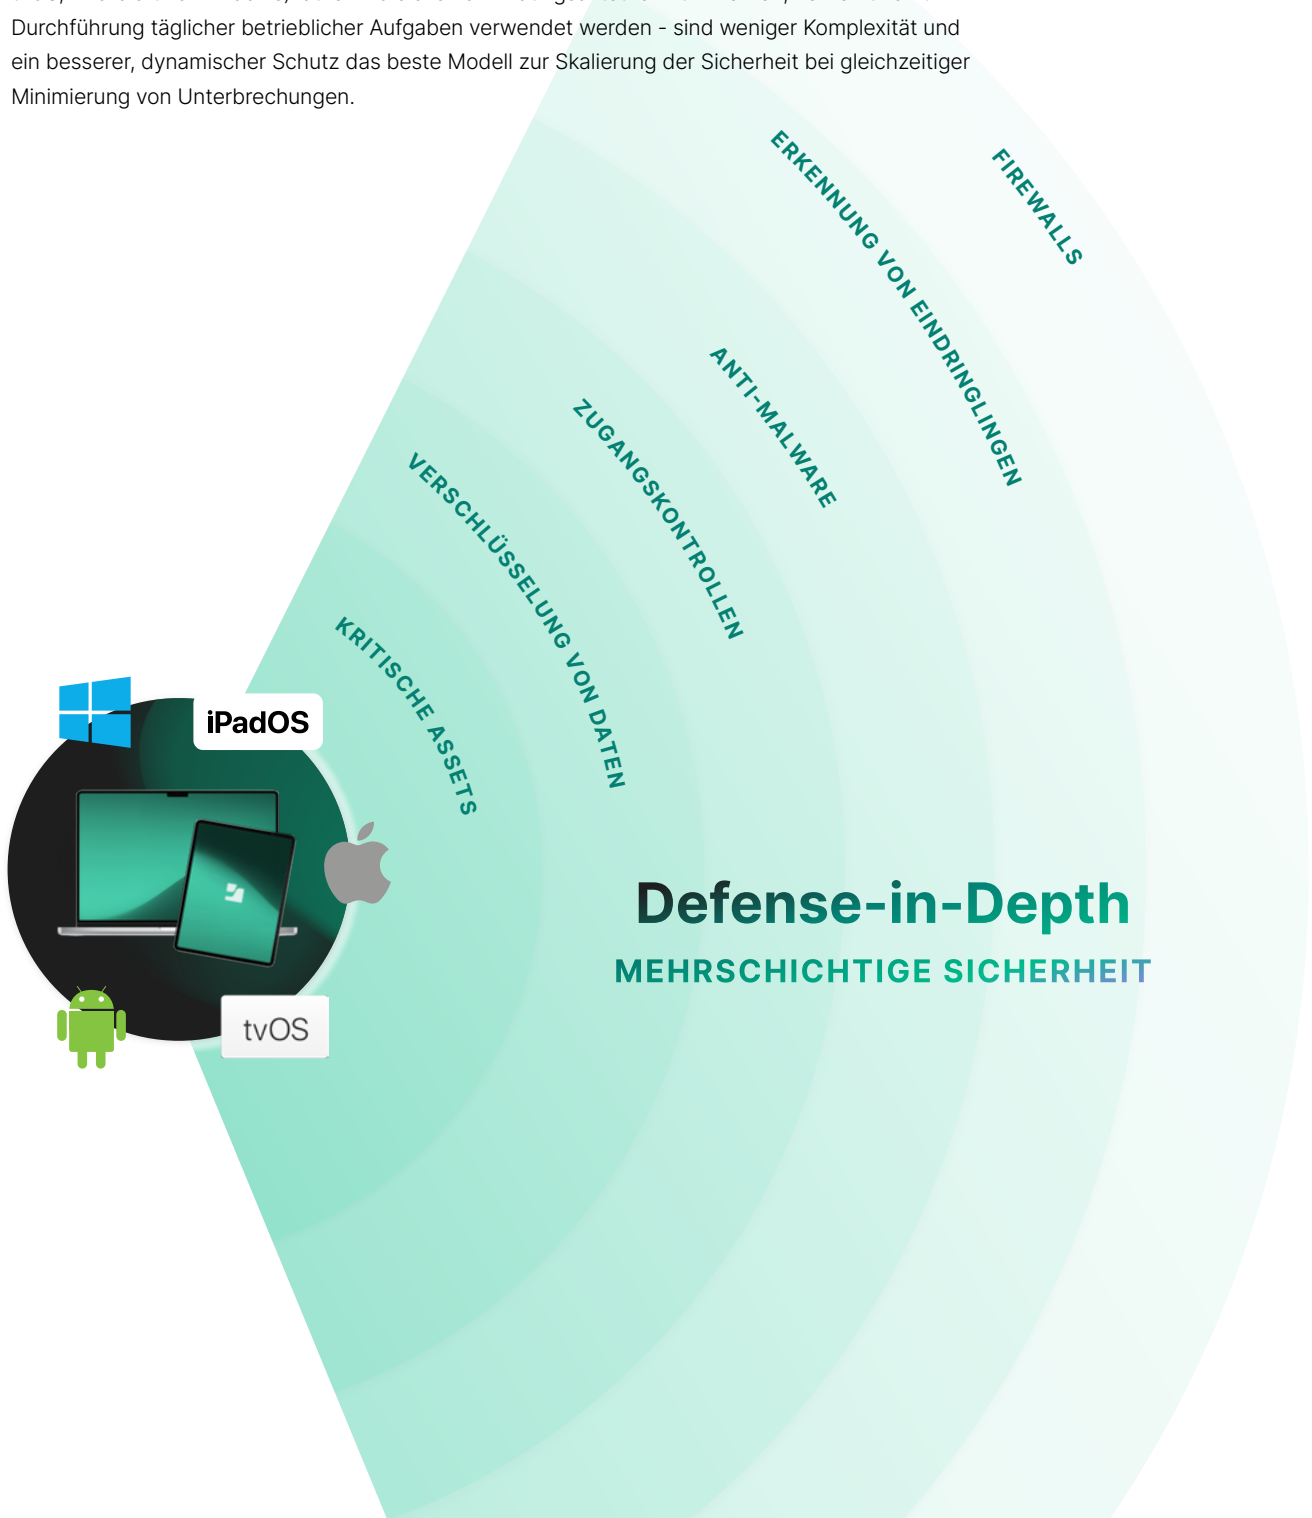 Durchführung täglicher betrieblicher Aufgaben verwendet werden - sind weniger Komplexität und
ein besserer, dynamischer Schutz das beste Modell zur Skalierung der Sicherheit bei gleichzeitiger
Minimierung von Unterbrechungen.
FIREWALLS
ERKENNUNG VON EINDRINGLINGEN
ANTI-MALWARE
ZUGANGSKONTROLLEN
VERSCHLÜSSELUNG VON DATEN
KRITISCHE ASSETS
iPadOS
Defense-in-Depth
MEHRSCHICHTIGE SICHERHEIT
tvOS